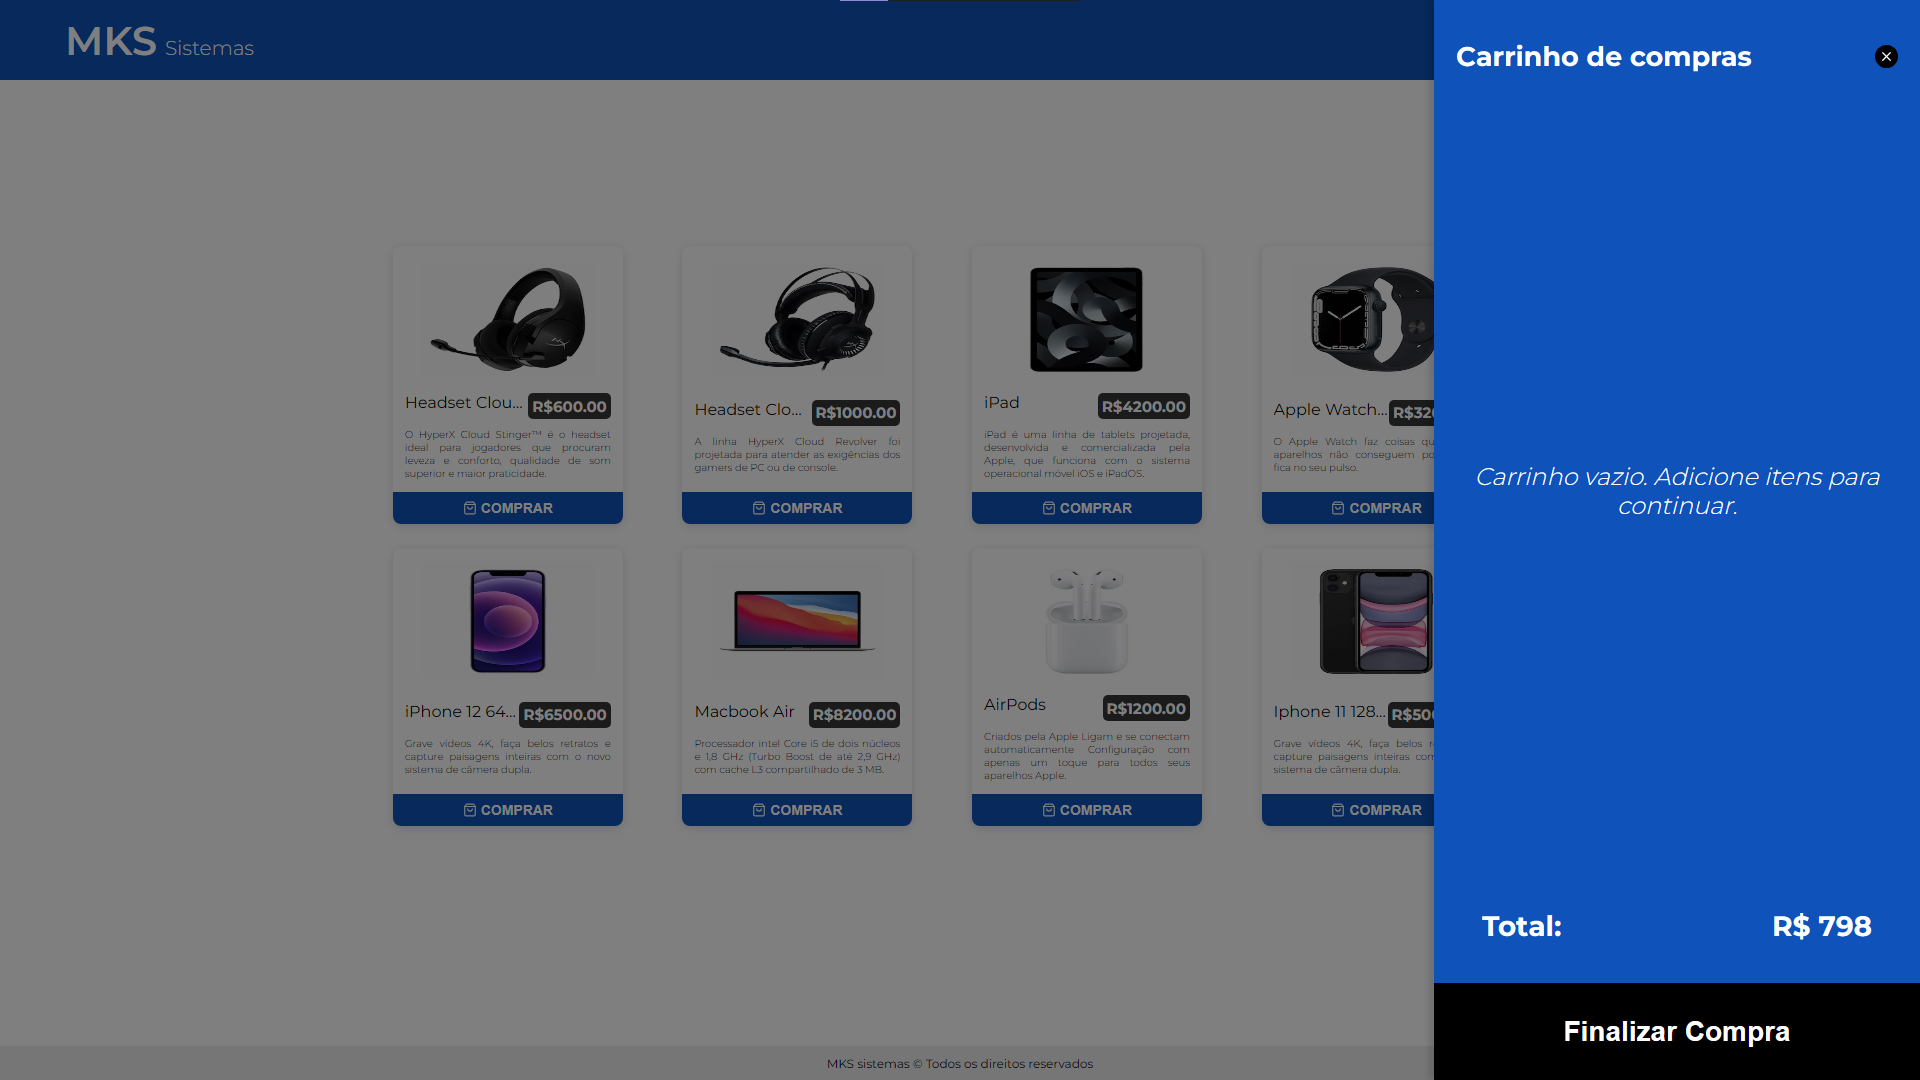 MKS Sistemas
Carrinho de compras
Headset Clou... R$600.00
O HyperX Cloud Stinger™ é o headset
ideal para jogadores que procuram
leveza e conforto, qualidade de som
superior e maior praticidade.
COMPRAR
Headset Clo... R$1000.00
A linha HyperX Cloud Revolver foi
projetada para atender as exigências dos
gamers de PC ou de console.
COMPRAR
iPad R$4200.00
iPad é uma linha de tablets projetada,
desenvolvida e comercializada pela
Apple, que funciona com o sistema
operacional móvel iOS e iPadOS.
COMPRAR
Apple Watch... R$320
O Apple Watch faz coisas qu
aparelhos não conseguem po
fica no seu pulso.
COMPRAR
iPhone 12 64... R$6500.00
Grave vídeos 4K, faça belos retratos e
capture paisagens inteiras com o novo
sistema de câmera dupla.
COMPRAR
Macbook Air R$8200.00
Processador intel Core i5 de dois núcleos
e 1,8 GHz (Turbo Boost de até 2,9 GHz)
com cache L3 compartilhado de 3 MB.
COMPRAR
AirPods R$1200.00
Criados pela Apple Ligam e se conectam
automaticamente Configuração com
apenas um toque para todos seus
aparelhos Apple.
COMPRAR
Iphone 11 128... R$500
Grave vídeos 4K, faça belos r
capture paisagens inteiras com
sistema de câmera dupla.
COMPRAR
Carrinho vazio. Adicione itens para
continuar.
Total: R$ 798
Finalizar Compra
MKS sistemas © Todos os direitos reservados